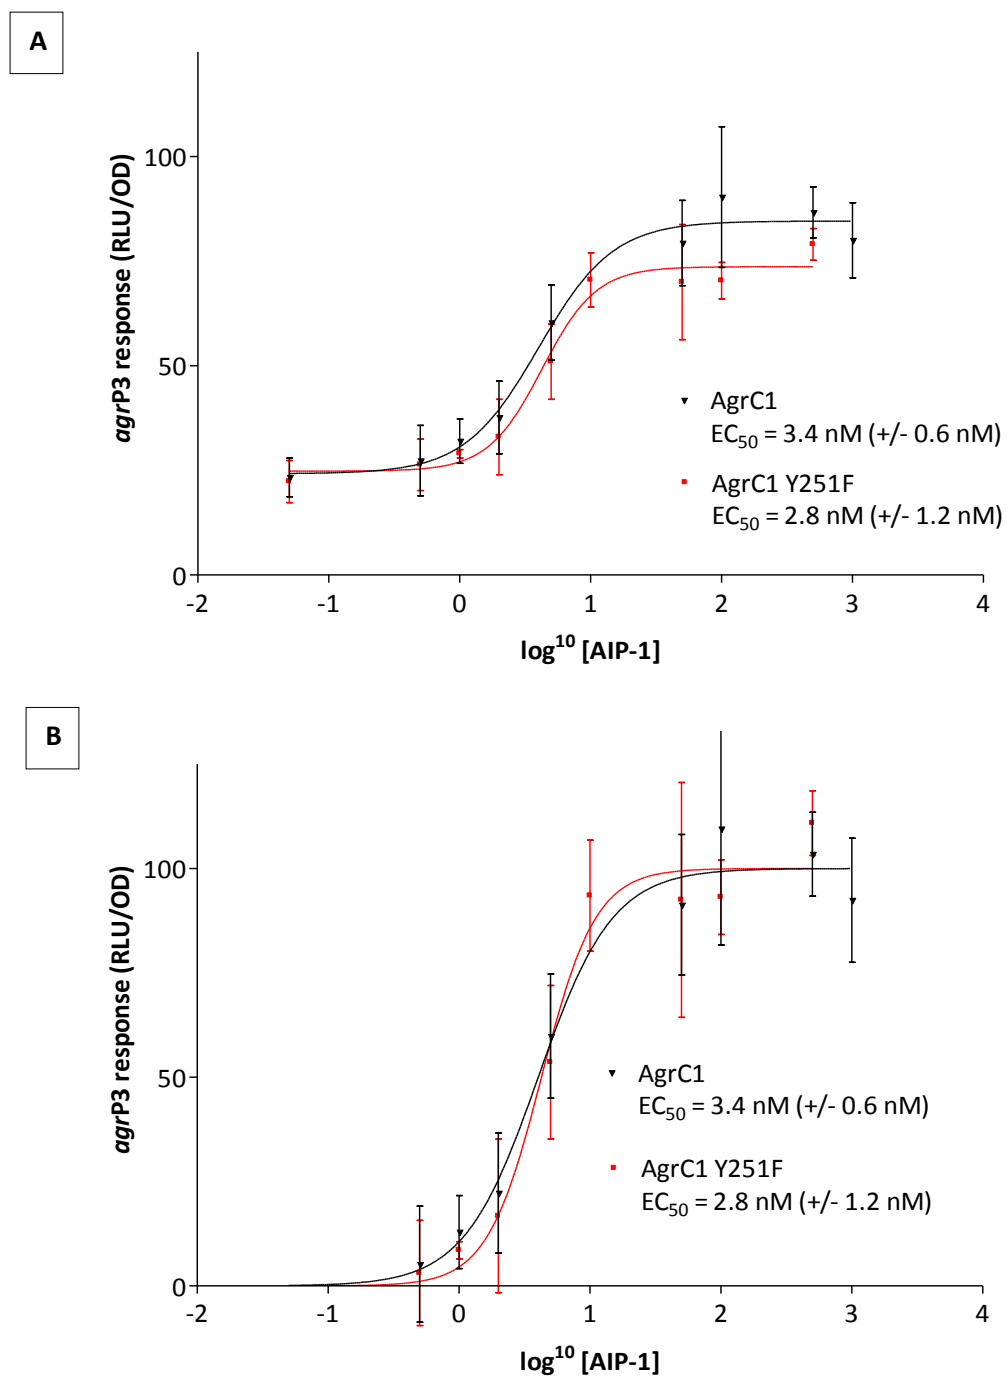 A
agrP3 response (RLU/OD)
100
50
0
-2 -1 0 1 2 3 4
log10 [AIP-1]
AgrC1
EC50 = 3.4 nM (+/- 0.6 nM)
AgrC1 Y251F
EC50 = 2.8 nM (+/- 1.2 nM)
B
agrP3 response (RLU/OD)
100
50
0
-2 -1 0 1 2 3 4
log10 [AIP-1]
AgrC1
EC50 = 3.4 nM (+/- 0.6 nM)
AgrC1 Y251F
EC50 = 2.8 nM (+/- 1.2 nM)